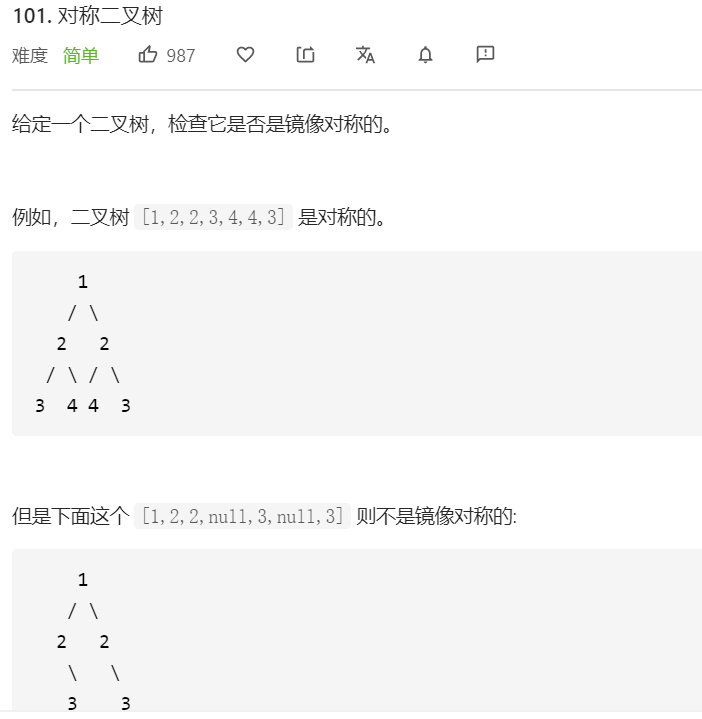 101. 对称二叉树
难度 简单 987
给定一个二叉树，检查它是否是镜像对称的。
例如，二叉树 [1,2,2,3,4,4,3] 是对称的。
    1
   / \
  2   2
 / \ / \
3  4 4  3
但是下面这个 [1,2,2,null,3,null,3] 则不是镜像对称的:
    1
   / \
  2   2
   \   \
   3    3